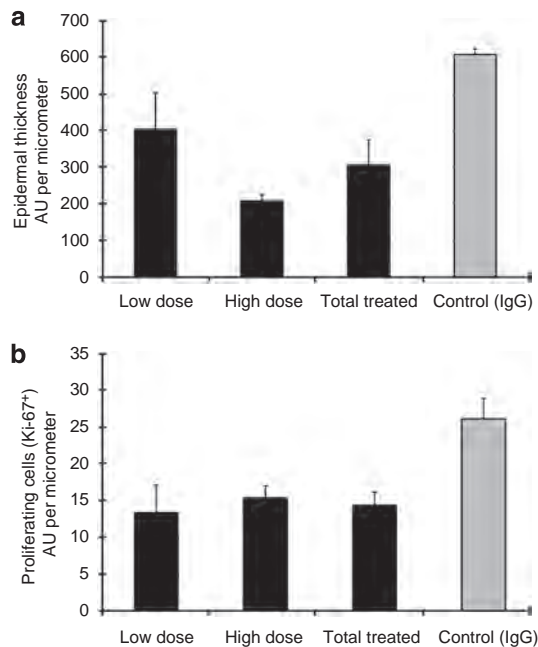 a
Epidermal thickness
AU per micrometer
700
600
500
400
300
200
100
0
Low dose High dose Total treated Control (IgG)
b
Proliferating cells (Ki-67⁺)
AU per micrometer
35
30
25
20
15
10
5
0
Low dose High dose Total treated Control (IgG)